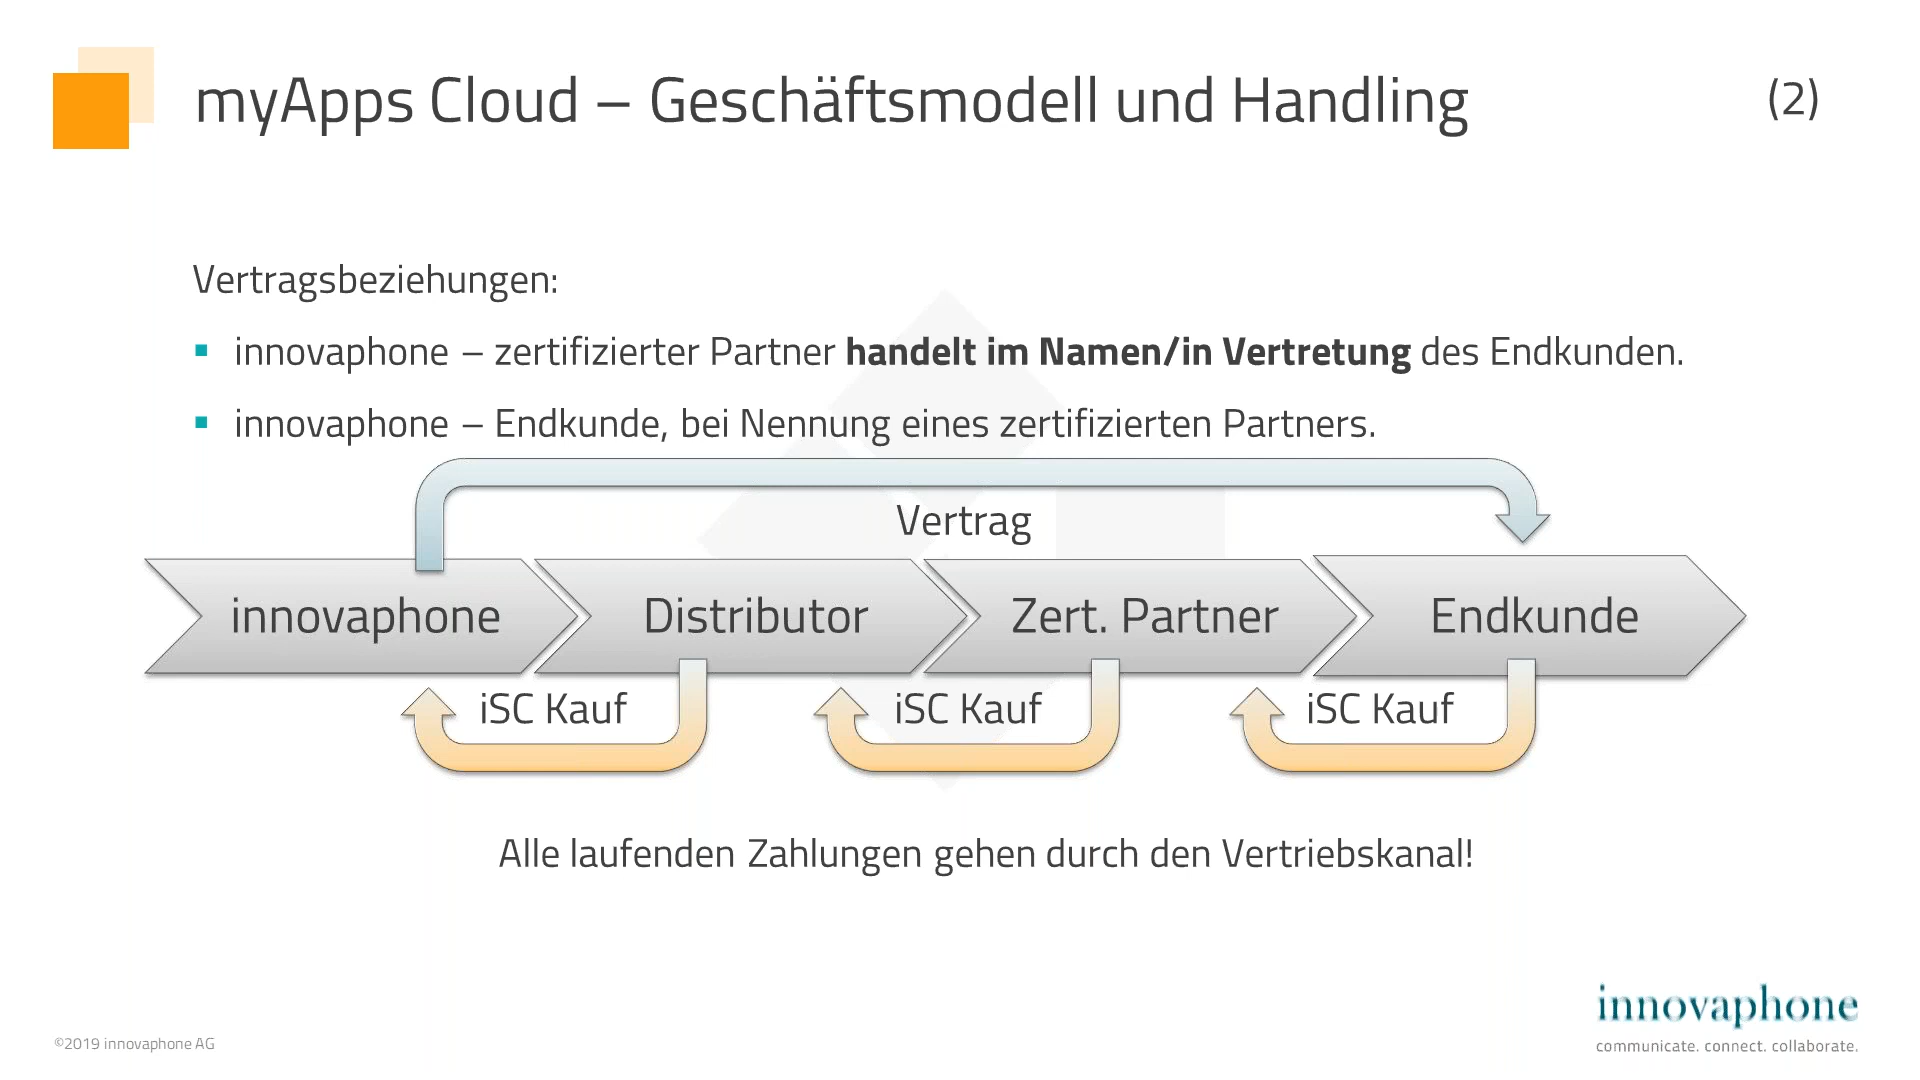 myApps Cloud – Geschäftsmodell und Handling
(2)
Vertragsbeziehungen:
▪ innovaphone – zertifizierter Partner handelt im Namen/in Vertretung des Endkunden.
▪ innovaphone – Endkunde, bei Nennung eines zertifizierten Partners.
Vertrag
innovaphone
Distributor
Zert. Partner
Endkunde
iSC Kauf
iSC Kauf
iSC Kauf
Alle laufenden Zahlungen gehen durch den Vertriebskanal!
innovaphone
communicate. connect. collaborate.
©2019 innovaphone AG